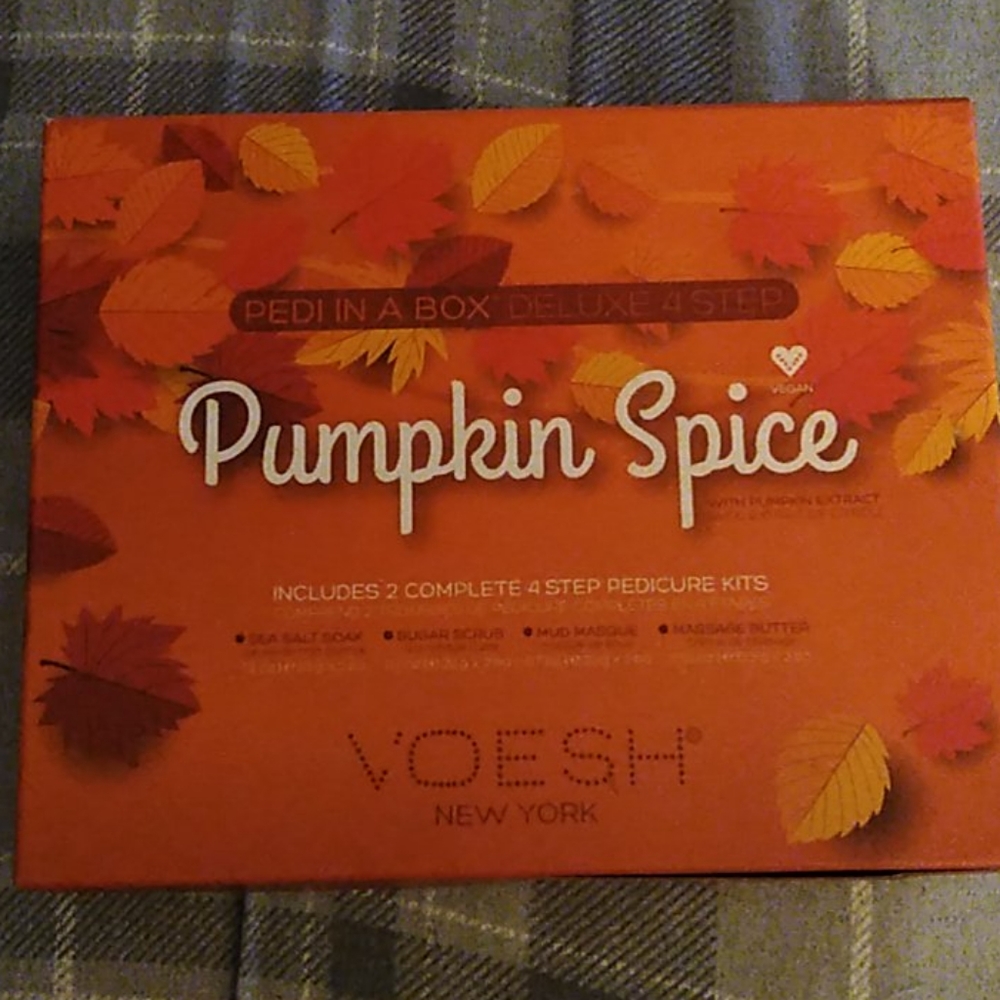 PEDI IN A BOX DELUXE 4 STEP
VEGAN
Pumpkin Spice
WITH PUMPKIN EXTRACT
INCLUDES 2 COMPLETE 4 STEP PEDICURE KITS
• SEA SALT SOAK • SUGAR SCRUB • MUD MASQUE • MASSAGE BUTTER
VOESH®
NEW YORK